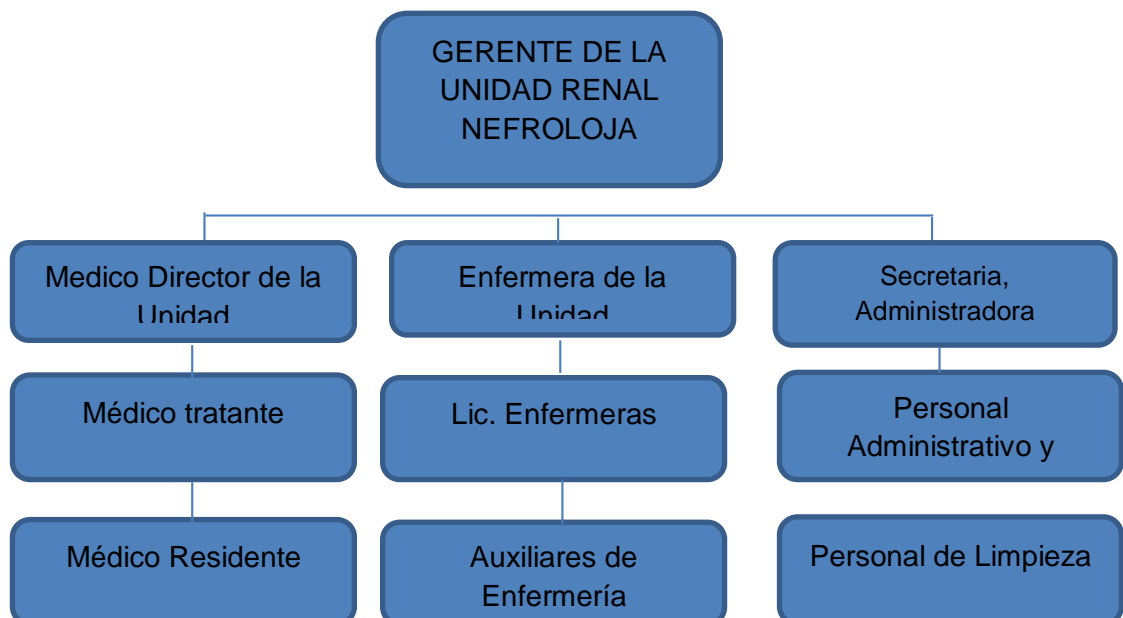 GERENTE DE LA
UNIDAD RENAL
NEFROLOJA
Medico Director de la
Unidad
Enfermera de la
Unidad
Secretaria,
Administradora
Médico tratante
Lic. Enfermeras
Personal
Administrativo y
Médico Residente
Auxiliares de
Enfermería
Personal de Limpieza